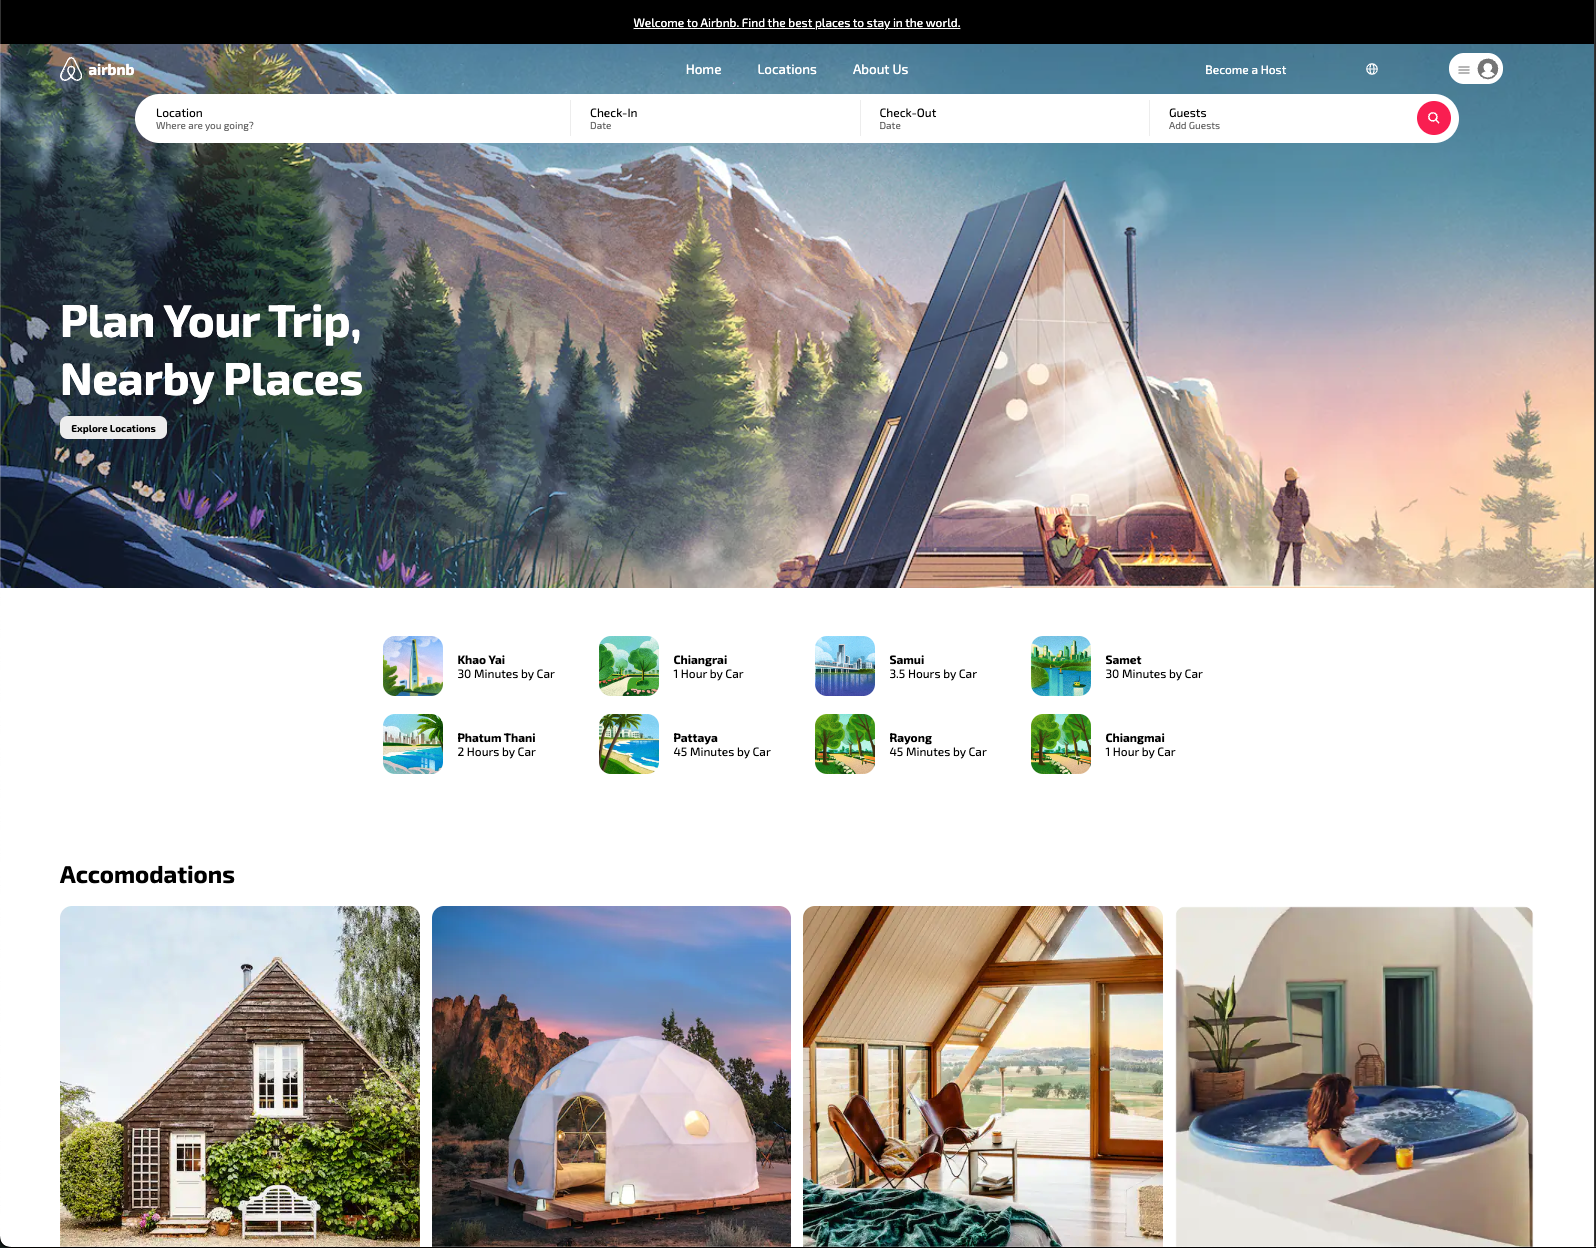 Welcome to Airbnb. Find the best places to stay in the world.
airbnb
Home
Locations
About Us
Become a Host
Location
Where are you going?
Check-In
Date
Check-Out
Date
Guests
Add Guests
Plan Your Trip,
Nearby Places
Explore Locations
Khao Yai
30 Minutes by Car
Chiangrai
1 Hour by Car
Samui
3.5 Hours by Car
Samet
30 Minutes by Car
Phatum Thani
2 Hours by Car
Pattaya
45 Minutes by Car
Rayong
45 Minutes by Car
Chiangmai
1 Hour by Car
Accomodations